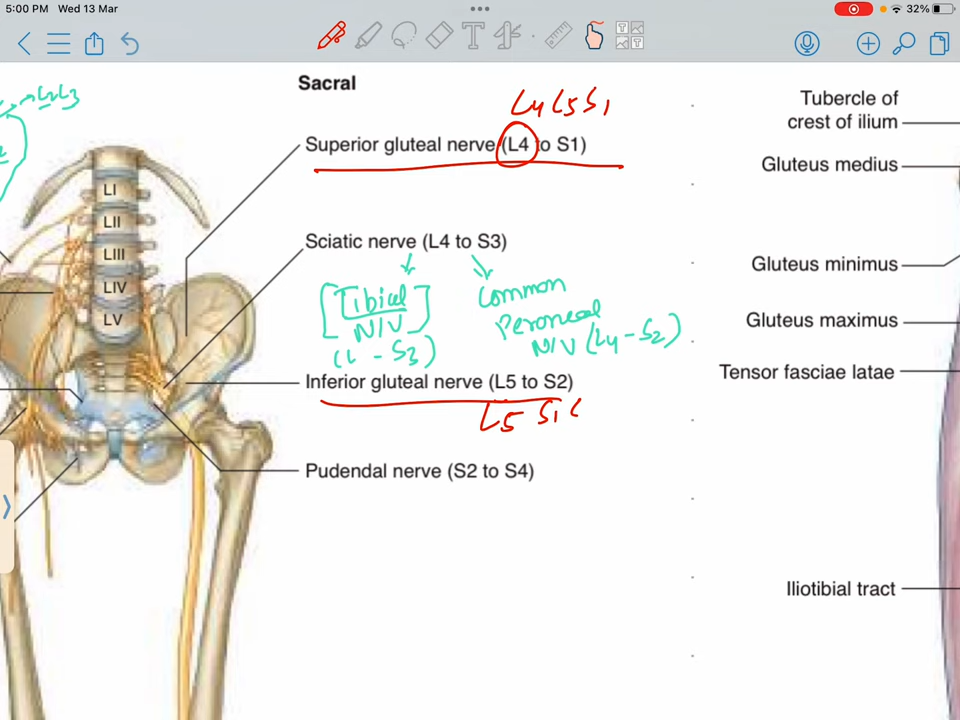 5:00 PM Wed 13 Mar
32%
Sacral
L4 L5 S1
Superior gluteal nerve (L4 to S1)
Sciatic nerve (L4 to S3)
[Tibial N/V] (L - S3)
Common Peroneal N/V (L4-S2)
Inferior gluteal nerve (L5 to S2)
L5 S1
Pudendal nerve (S2 to S4)
LI
LII
LIII
LIV
LV
Tubercle of
crest of ilium
Gluteus medius
Gluteus minimus
Gluteus maximus
Tensor fasciae latae
Iliotibial tract